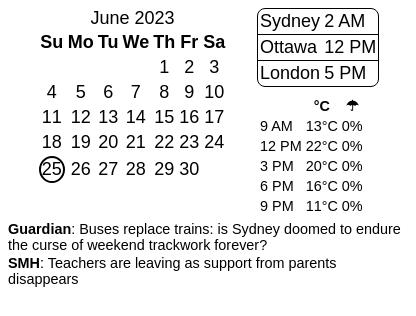 June 2023
Su Mo Tu We Th Fr Sa
1 2 3
4 5 6 7 8 9 10
11 12 13 14 15 16 17
18 19 20 21 22 23 24
25 26 27 28 29 30
Sydney 2 AM
Ottawa 12 PM
London 5 PM
°C ☂
9 AM 13°C 0%
12 PM 22°C 0%
3 PM 20°C 0%
6 PM 16°C 0%
9 PM 11°C 0%
Guardian: Buses replace trains: is Sydney doomed to endure
the curse of weekend trackwork forever?
SMH: Teachers are leaving as support from parents
disappears